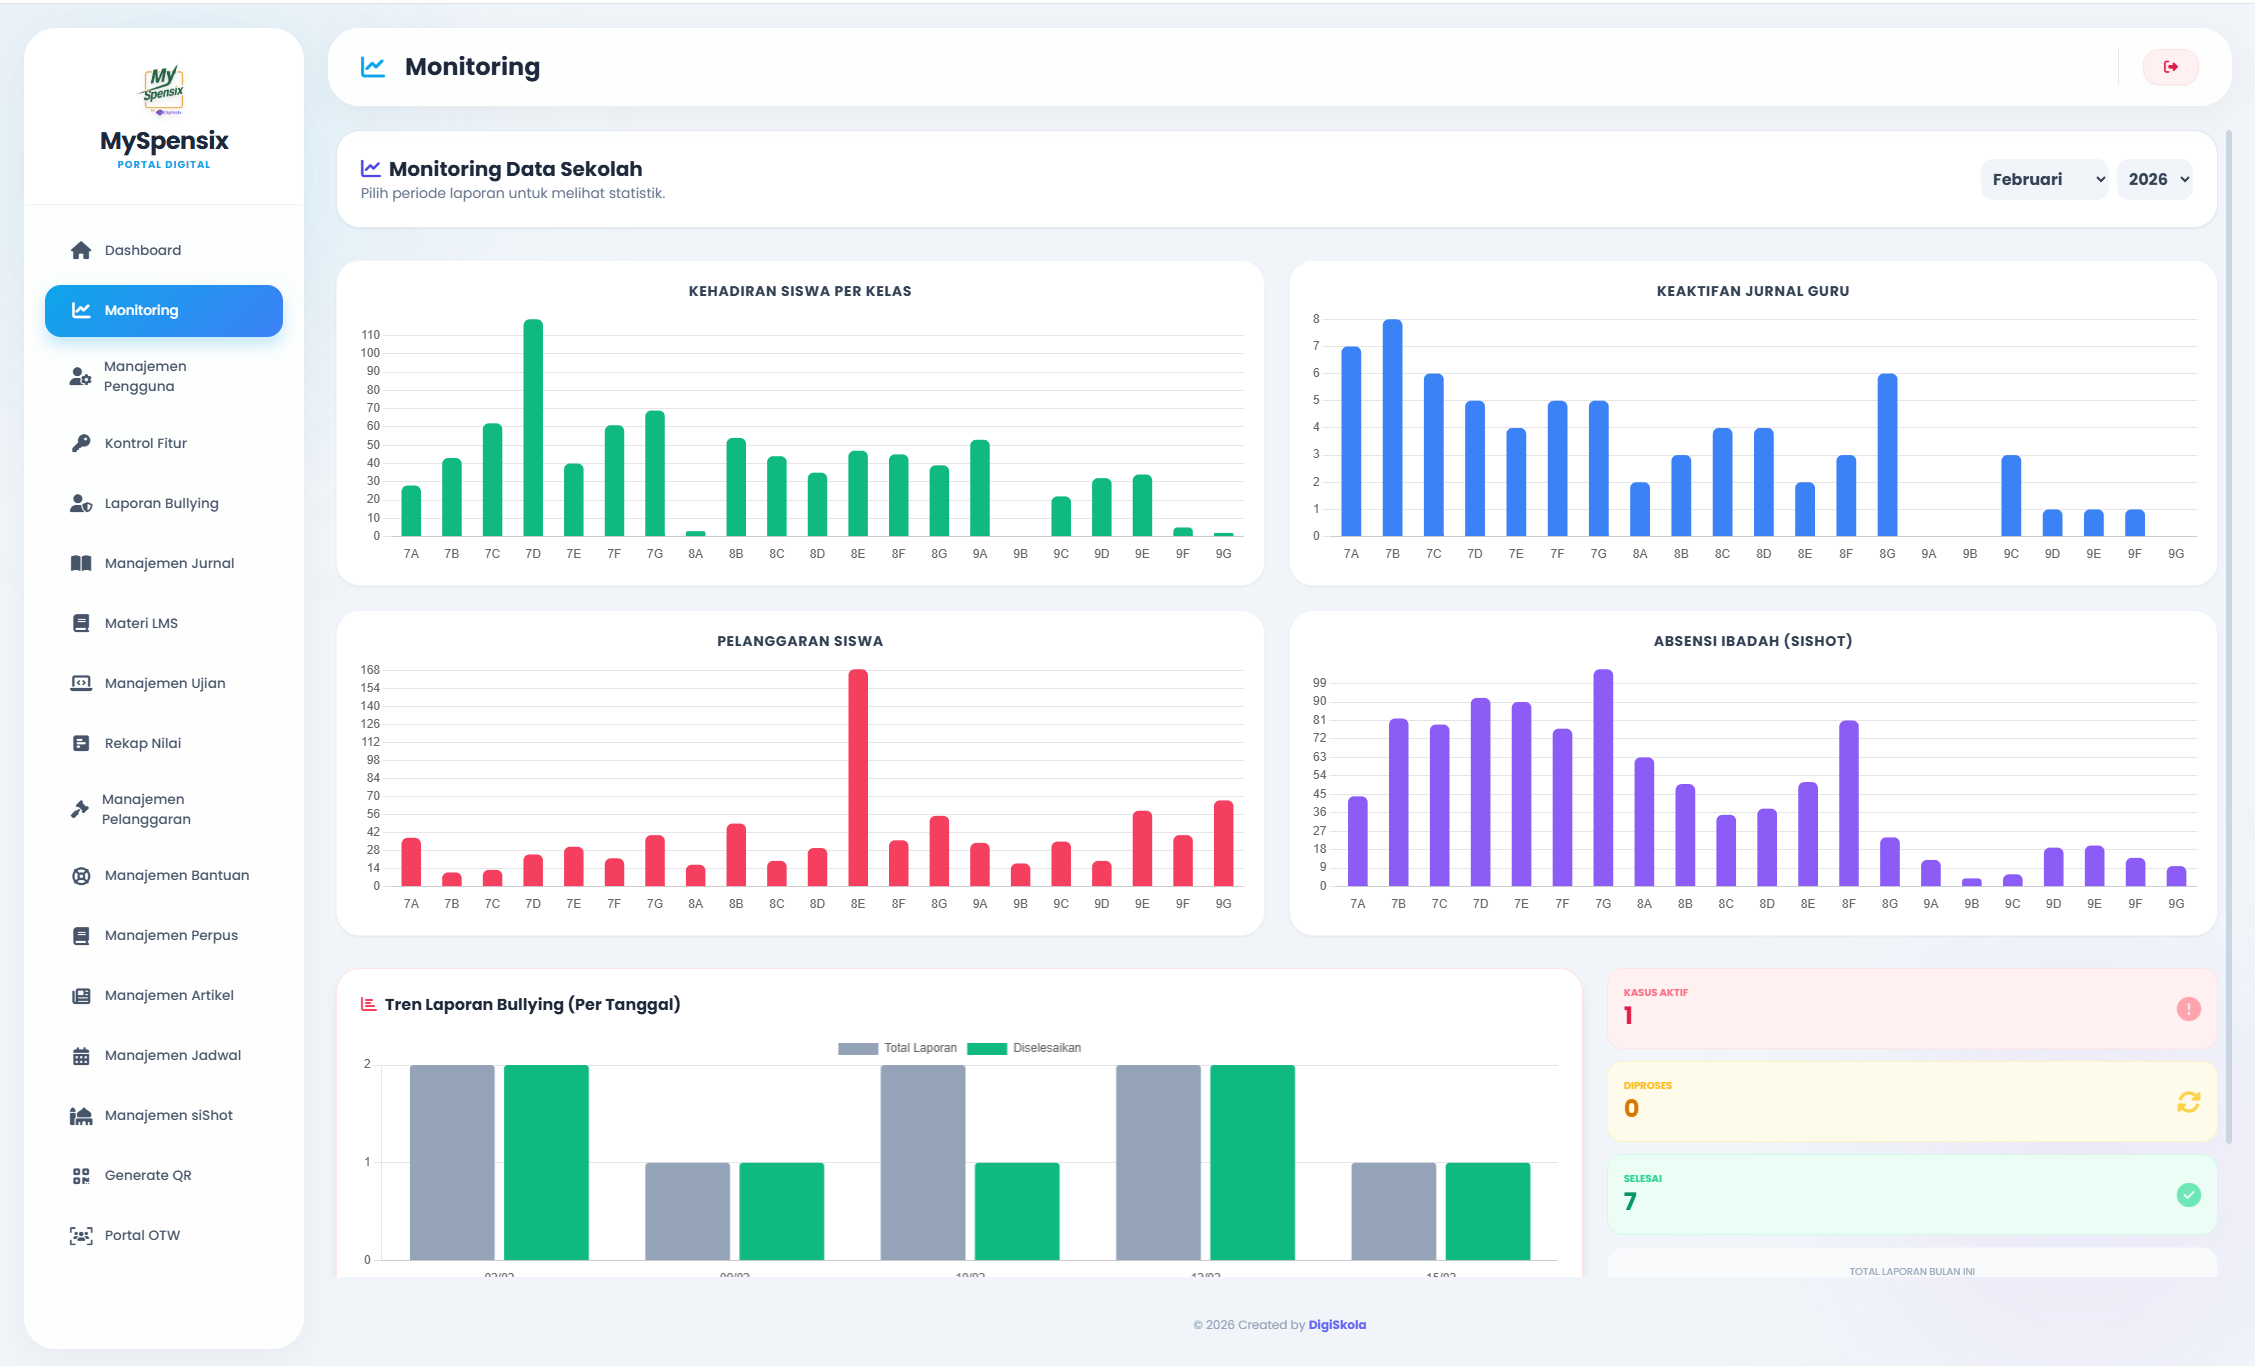 My
Spensix
MySpensix
PORTAL DIGITAL
Dashboard
Monitoring
Manajemen
Pengguna
Kontrol Fitur
Laporan Bullying
Manajemen Jurnal
Materi LMS
Manajemen Ujian
Rekap Nilai
Manajemen
Pelanggaran
Manajemen Bantuan
Manajemen Perpus
Manajemen Artikel
Manajemen Jadwal
Manajemen siShot
Generate QR
Portal OTW
Monitoring
Monitoring Data Sekolah
Pilih periode laporan untuk melihat statistik.
Februari 2026
KEHADIRAN SISWA PER KELAS
110
100
90
80
70
60
50
40
30
20
10
0
7A 7B 7C 7D 7E 7F 7G 8A 8B 8C 8D 8E 8F 8G 9A 9B 9C 9D 9E 9F 9G
KEAKTIFAN JURNAL GURU
8
7
6
5
4
3
2
1
0
7A 7B 7C 7D 7E 7F 7G 8A 8B 8C 8D 8E 8F 8G 9A 9B 9C 9D 9E 9F 9G
PELANGGARAN SISWA
168
154
140
126
112
98
84
70
56
42
28
14
0
7A 7B 7C 7D 7E 7F 7G 8A 8B 8C 8D 8E 8F 8G 9A 9B 9C 9D 9E 9F 9G
ABSENSI IBADAH (SISHOT)
99
90
81
72
63
54
45
36
27
18
9
0
7A 7B 7C 7D 7E 7F 7G 8A 8B 8C 8D 8E 8F 8G 9A 9B 9C 9D 9E 9F 9G
Tren Laporan Bullying (Per Tanggal)
Total Laporan Diselesaikan
2
1
0
KASUS AKTIF
1
DIPROSES
0
SELESAI
7
TOTAL LAPORAN BULAN INI
© 2026 Created by DigiSkola